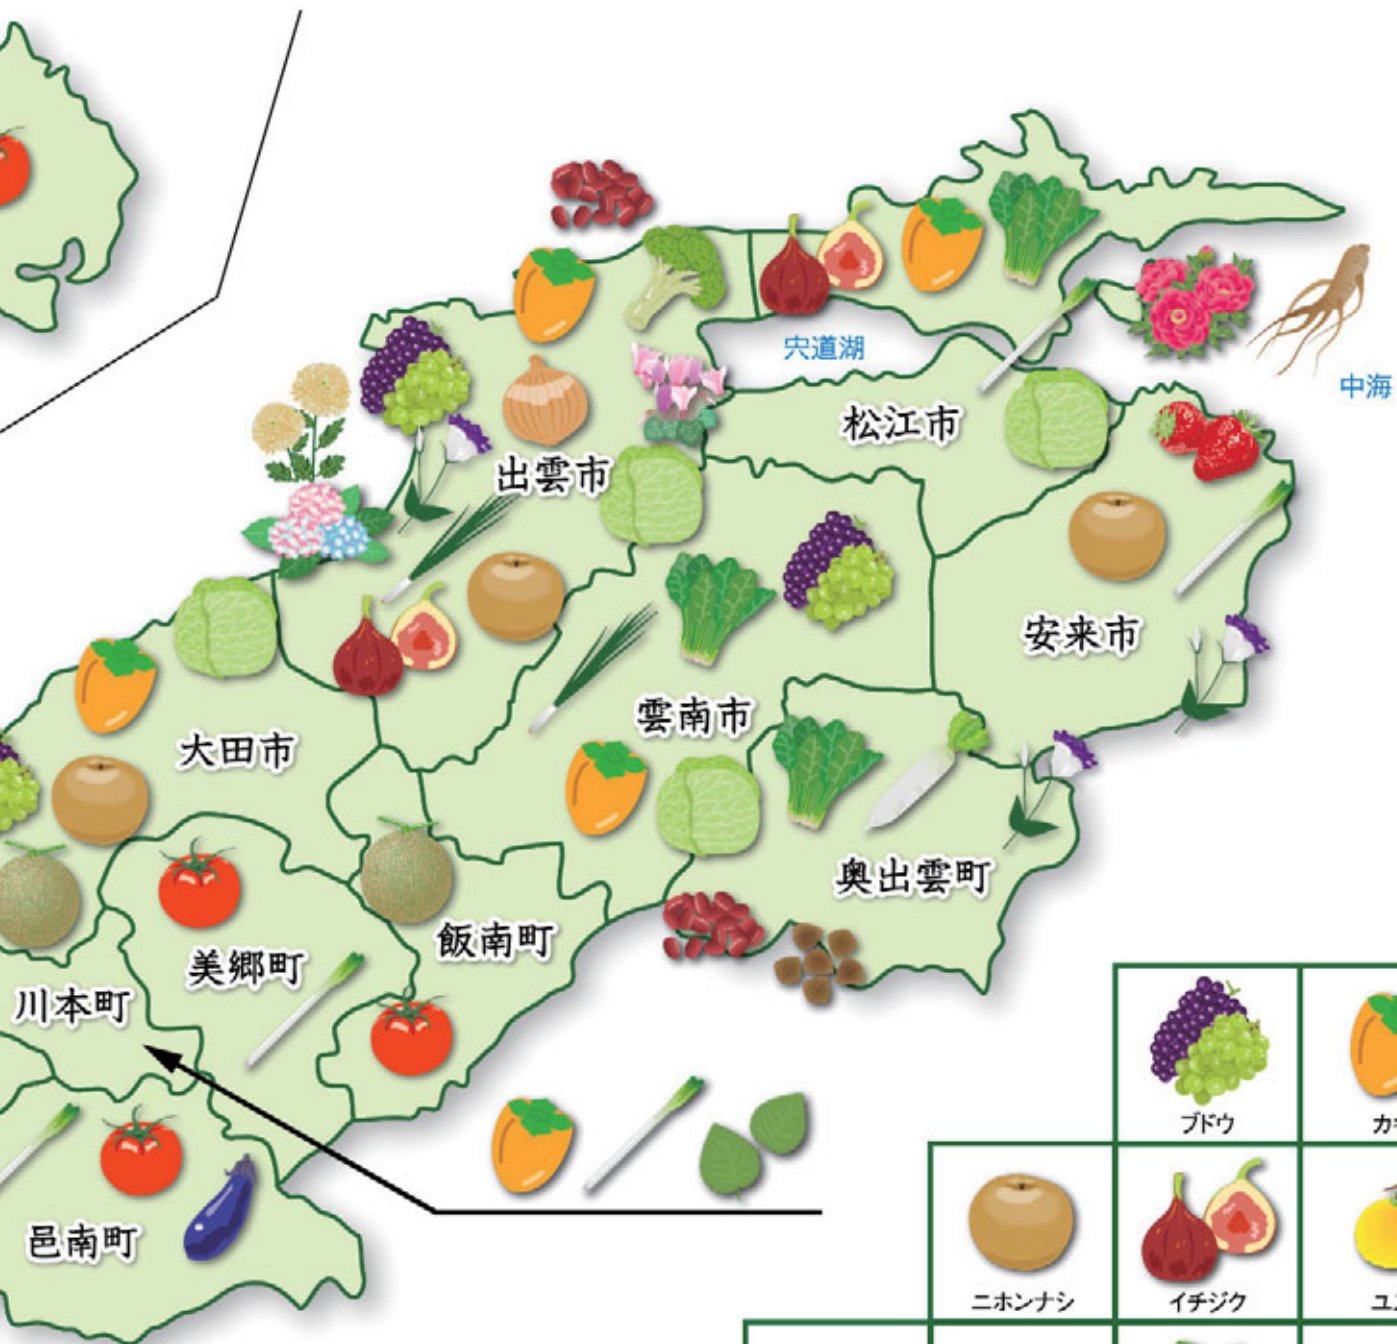 宍道湖
中海
松江市
出雲市
安来市
雲南市
大田市
奥出雲町
飯南町
美郷町
川本町
邑南町
ブドウ
ニホンナシ
イチジク